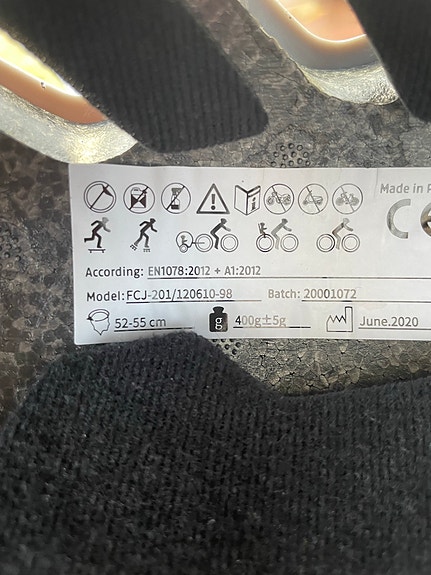 Made in
CE
According: EN1078:2012 + A1:2012
Model: FCJ-201/120610-98 Batch: 20001072
52-55 cm g 400g±5g June.2020